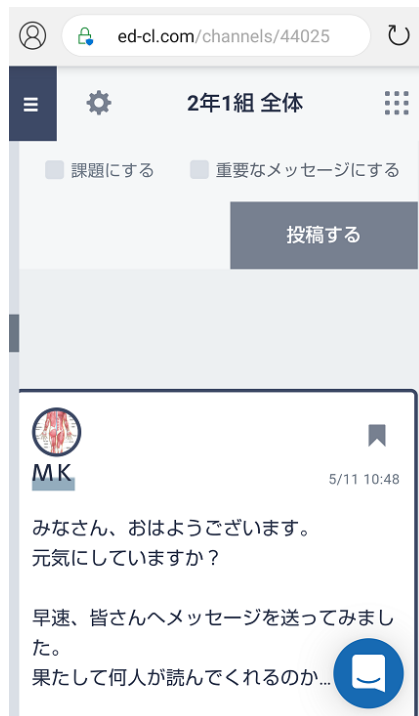 ed-cl.com/channels/44025
2年1組 全体
課題にする 重要なメッセージにする
投稿する
M K
5/11 10:48
みなさん、おはようございます。
元気にしていますか？
早速、皆さんへメッセージを送ってみまし
た。
果たして何人が読んでくれるのか…